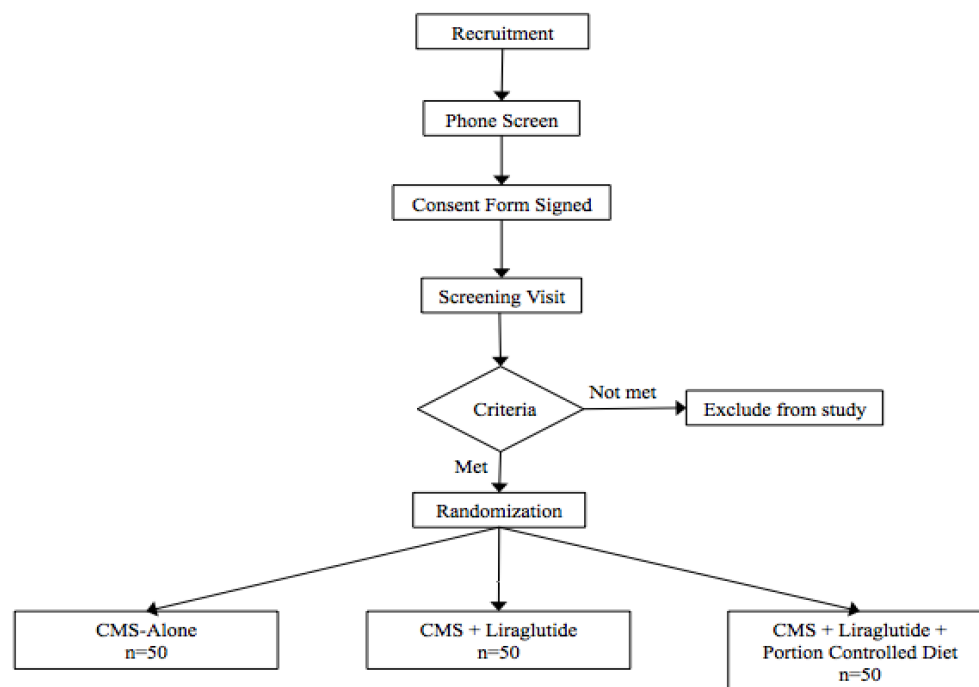 Recruitment
Phone Screen
Consent Form Signed
Screening Visit
Criteria
Not met
Exclude from study
Met
Randomization
CMS-Alone
n=50
CMS + Liraglutide
n=50
CMS + Liraglutide +
Portion Controlled Diet
n=50